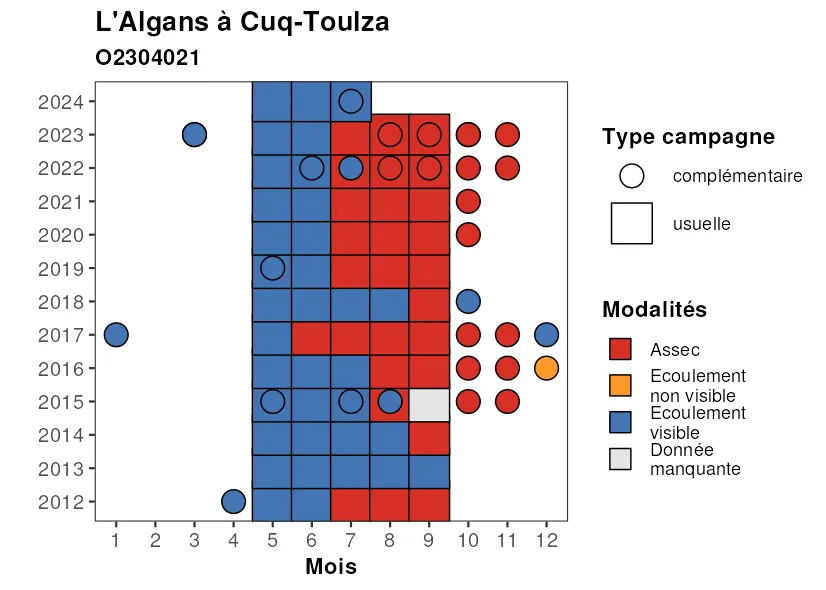 L'Algans à Cuq-Toulza
O2304021
2024
2023
2022
2021
2020
2019
2018
2017
2016
2015
2014
2013
2012
1 2 3 4 5 6 7 8 9 10 11 12
Mois
Type campagne
complémentaire
usuelle
Modalités
Assec
Ecoulement
non visible
Ecoulement
visible
Donnée
manquante